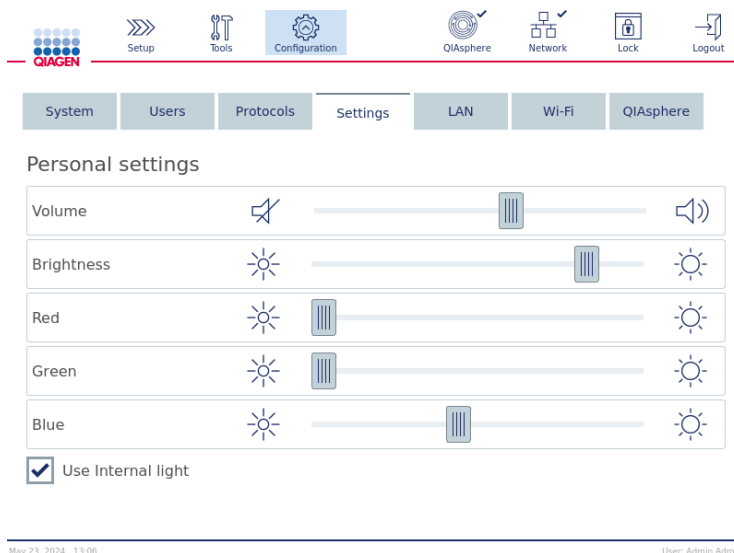 QIAGEN
Setup Tools Configuration QIAsphere Network Lock Logout
System Users Protocols Settings LAN Wi-Fi QIAsphere
Personal settings
Volume
Brightness
Red
Green
Blue
Use Internal light
May 23, 2024 13:06 User: Admin Adm